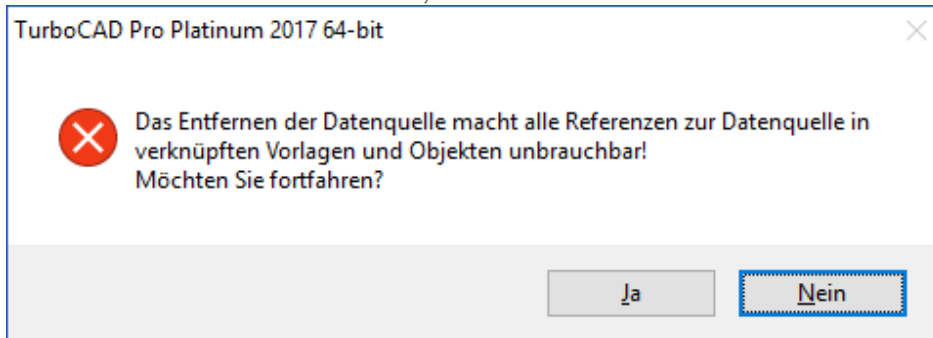 TurboCAD Pro Platinum 2017 64-bit
Das Entfernen der Datenquelle macht alle Referenzen zur Datenquelle in
verknüpften Vorlagen und Objekten unbrauchbar!
Möchten Sie fortfahren?
Ja
Nein